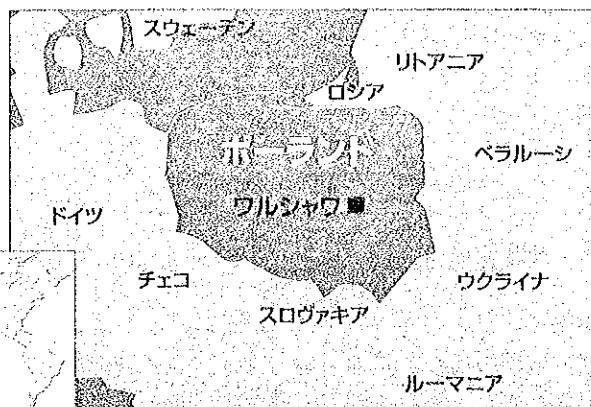 スウェーデン
リトアニア
ロシア
ポーランド
ベラルーシ
ワルシャワ
ドイツ
チェコ
ウクライナ
スロヴァキア
ルーマニア